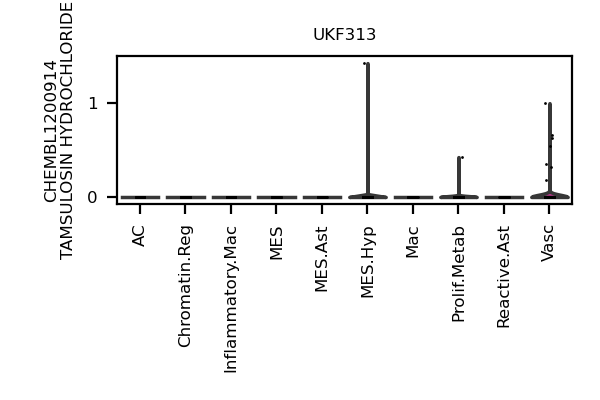 UKF313
CHEMBL1200914
TAMSULOSIN HYDROCHLORIDE
1
0
AC
Chromatin.Reg
Inflammatory.Mac
MES
MES.Ast
MES.Hyp
Mac
Prolif.Metab
Reactive.Ast
Vasc